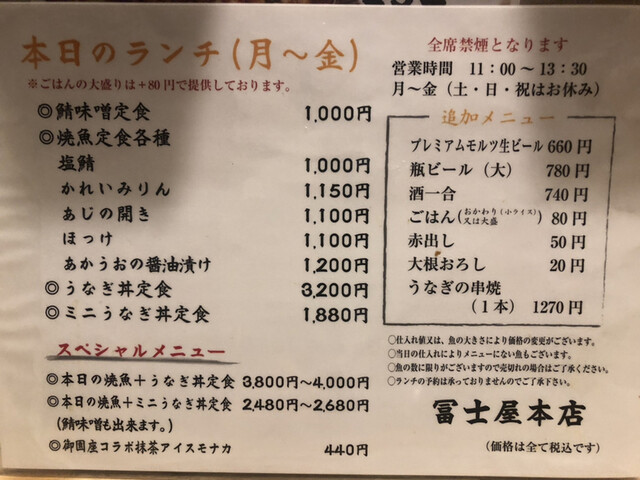 本日のランチ(月〜金)
※ごはんの大盛りは+80円で提供しております。
◎鯖味噌定食 1,000円
◎焼魚定食各種
塩鯖 1,000円
かれいみりん 1,150円
あじの開き 1,100円
ほっけ 1,100円
あかうおの醤油漬け 1,200円
◎うなぎ丼定食 3,200円
◎ミニうなぎ丼定食 1,880円
スペシャルメニュー
◎本日の焼魚+うなぎ丼定食 3,800円〜4,000円
◎本日の焼魚+ミニうなぎ丼定食 2,480円〜2,680円
(鯖味噌も出来ます。)
◎御園座コラボ抹茶アイスモナカ 440円
全席禁煙となります
営業時間 11:00〜13:30
月〜金(土・日・祝はお休み)
追加メニュー
プレミアムモルツ生ビール 660円
瓶ビール(大) 780円
酒一合 740円
ごはん(おかわり(小ライス)又は大盛) 80円
赤出し 50円
大根おろし 20円
うなぎの串焼
(1本) 1270円
○仕入れ値又は、魚の大きさにより価格の変更がございます。
○当日の仕入れによりメニューにない魚もございます。
○魚の数に限りがございますので売切れの場合はご了承ください。
○ランチの予約は承っておりませんのでご了承下さい。
冨士屋本店
(価格は全て税込です)